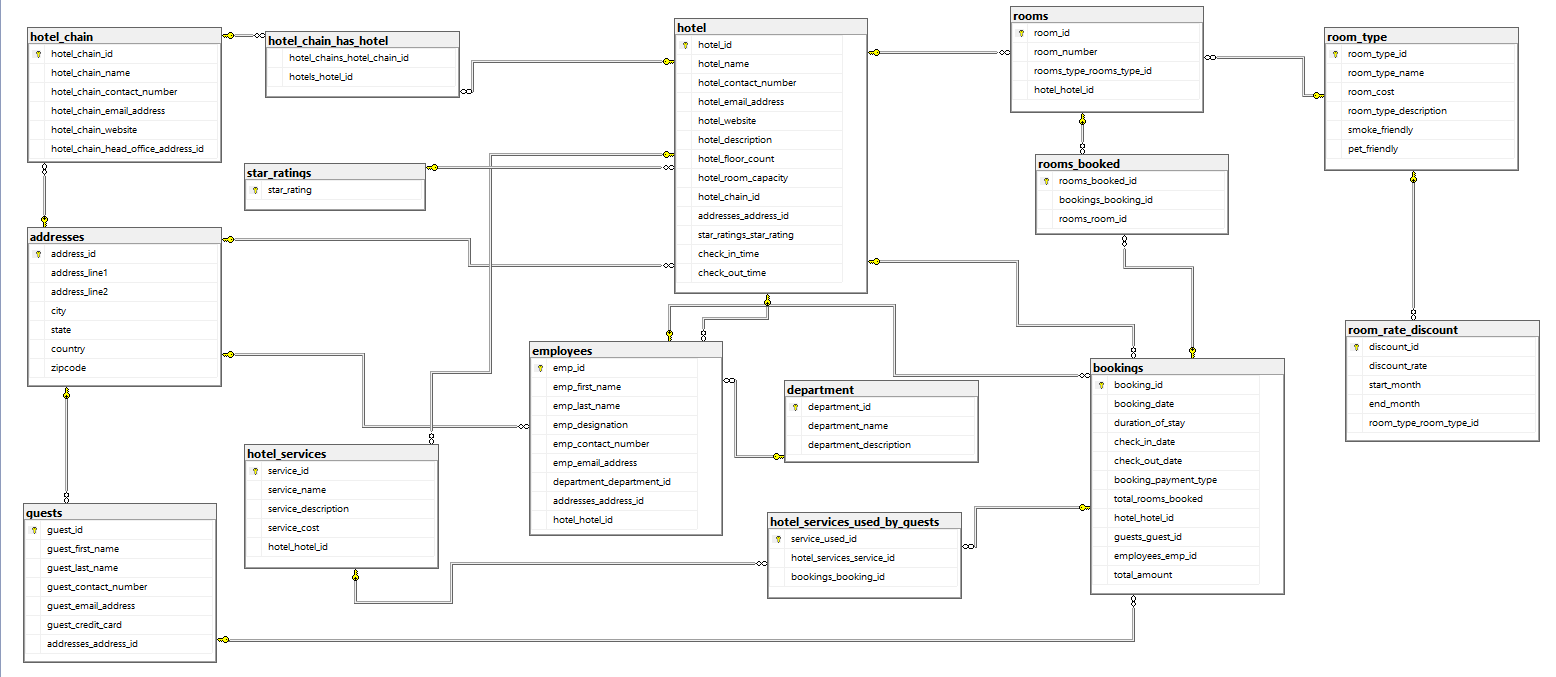 hotel_chain
hotel_chain_id
hotel_chain_name
hotel_chain_contact_number
hotel_chain_email_address
hotel_chain_website
hotel_chain_head_office_address_id
hotel_chain_has_hotel
hotel_chains_hotel_chain_id
hotels_hotel_id
hotel
hotel_id
hotel_name
hotel_contact_number
hotel_email_address
hotel_website
hotel_description
hotel_floor_count
hotel_room_capacity
hotel_chain_id
addresses_address_id
star_ratings_star_rating
check_in_time
check_out_time
rooms
room_id
room_number
rooms_type_rooms_type_id
hotel_hotel_id
room_type
room_type_id
room_type_name
room_cost
room_type_description
smoke_friendly
pet_friendly
star_ratings
star_rating
rooms_booked
rooms_booked_id
bookings_booking_id
rooms_room_id
addresses
address_id
address_line1
address_line2
city
state
country
zipcode
room_rate_discount
discount_id
discount_rate
start_month
end_month
room_type_room_type_id
employees
emp_id
emp_first_name
emp_last_name
emp_designation
emp_contact_number
emp_email_address
department_department_id
addresses_address_id
hotel_hotel_id
department
department_id
department_name
department_description
bookings
booking_id
booking_date
duration_of_stay
check_in_date
check_out_date
booking_payment_type
total_rooms_booked
hotel_hotel_id
guests_guest_id
employees_emp_id
total_amount
hotel_services
service_id
service_name
service_description
service_cost
hotel_hotel_id
guests
guest_id
guest_first_name
guest_last_name
guest_contact_number
guest_email_address
guest_credit_card
addresses_address_id
hotel_services_used_by_guests
service_used_id
hotel_services_service_id
bookings_booking_id